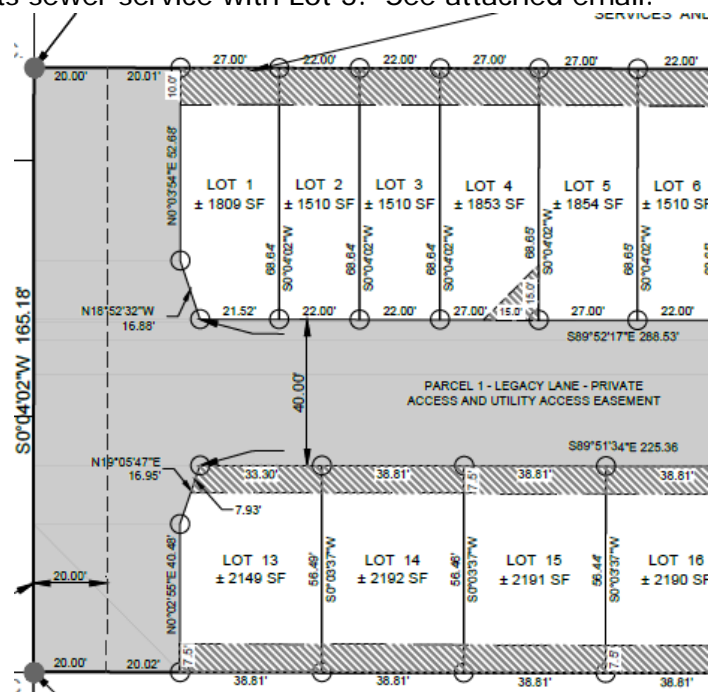 ts sewer service with Lot 5. See attached email.
SERVICES AND
20.00' 20.01' 27.00' 22.00' 22.00' 27.00' 27.00' 22.00'
10.0'
N0°03'54"E 52.68'
LOT 1
± 1809 SF
LOT 2
± 1510 SF
LOT 3
± 1510 SF
LOT 4
± 1853 SF
LOT 5
± 1854 SF
LOT 6
± 1510 SF
68.64'
S0°04'02"W
68.64'
S0°04'02"W
68.64'
S0°04'02"W
68.65'
S0°04'02"W
68.65'
S0°04'02"W
N18°52'32"W
16.88'
21.52' 22.00' 22.00' 27.00' 15.0' 15.0' 27.00' 22.00'
S89°52'17"E 288.53'
S0°04'02"W 165.18'
40.00'
PARCEL 1 - LEGACY LANE - PRIVATE
ACCESS AND UTILITY ACCESS EASEMENT
S89°51'34"E 225.36
N19°05'47"E
16.95'
33.30' 38.81' 7.5' 38.81' 38.81'
7.93'
N0°02'55"E 40.48'
LOT 13
± 2149 SF
LOT 14
± 2192 SF
LOT 15
± 2191 SF
LOT 16
± 2190 SF
56.49'
S0°03'37"W
56.46'
S0°03'37"W
56.44'
S0°03'37"W
20.00'
7.5' 7.5'
20.00' 20.02' 38.81' 38.81' 38.81'